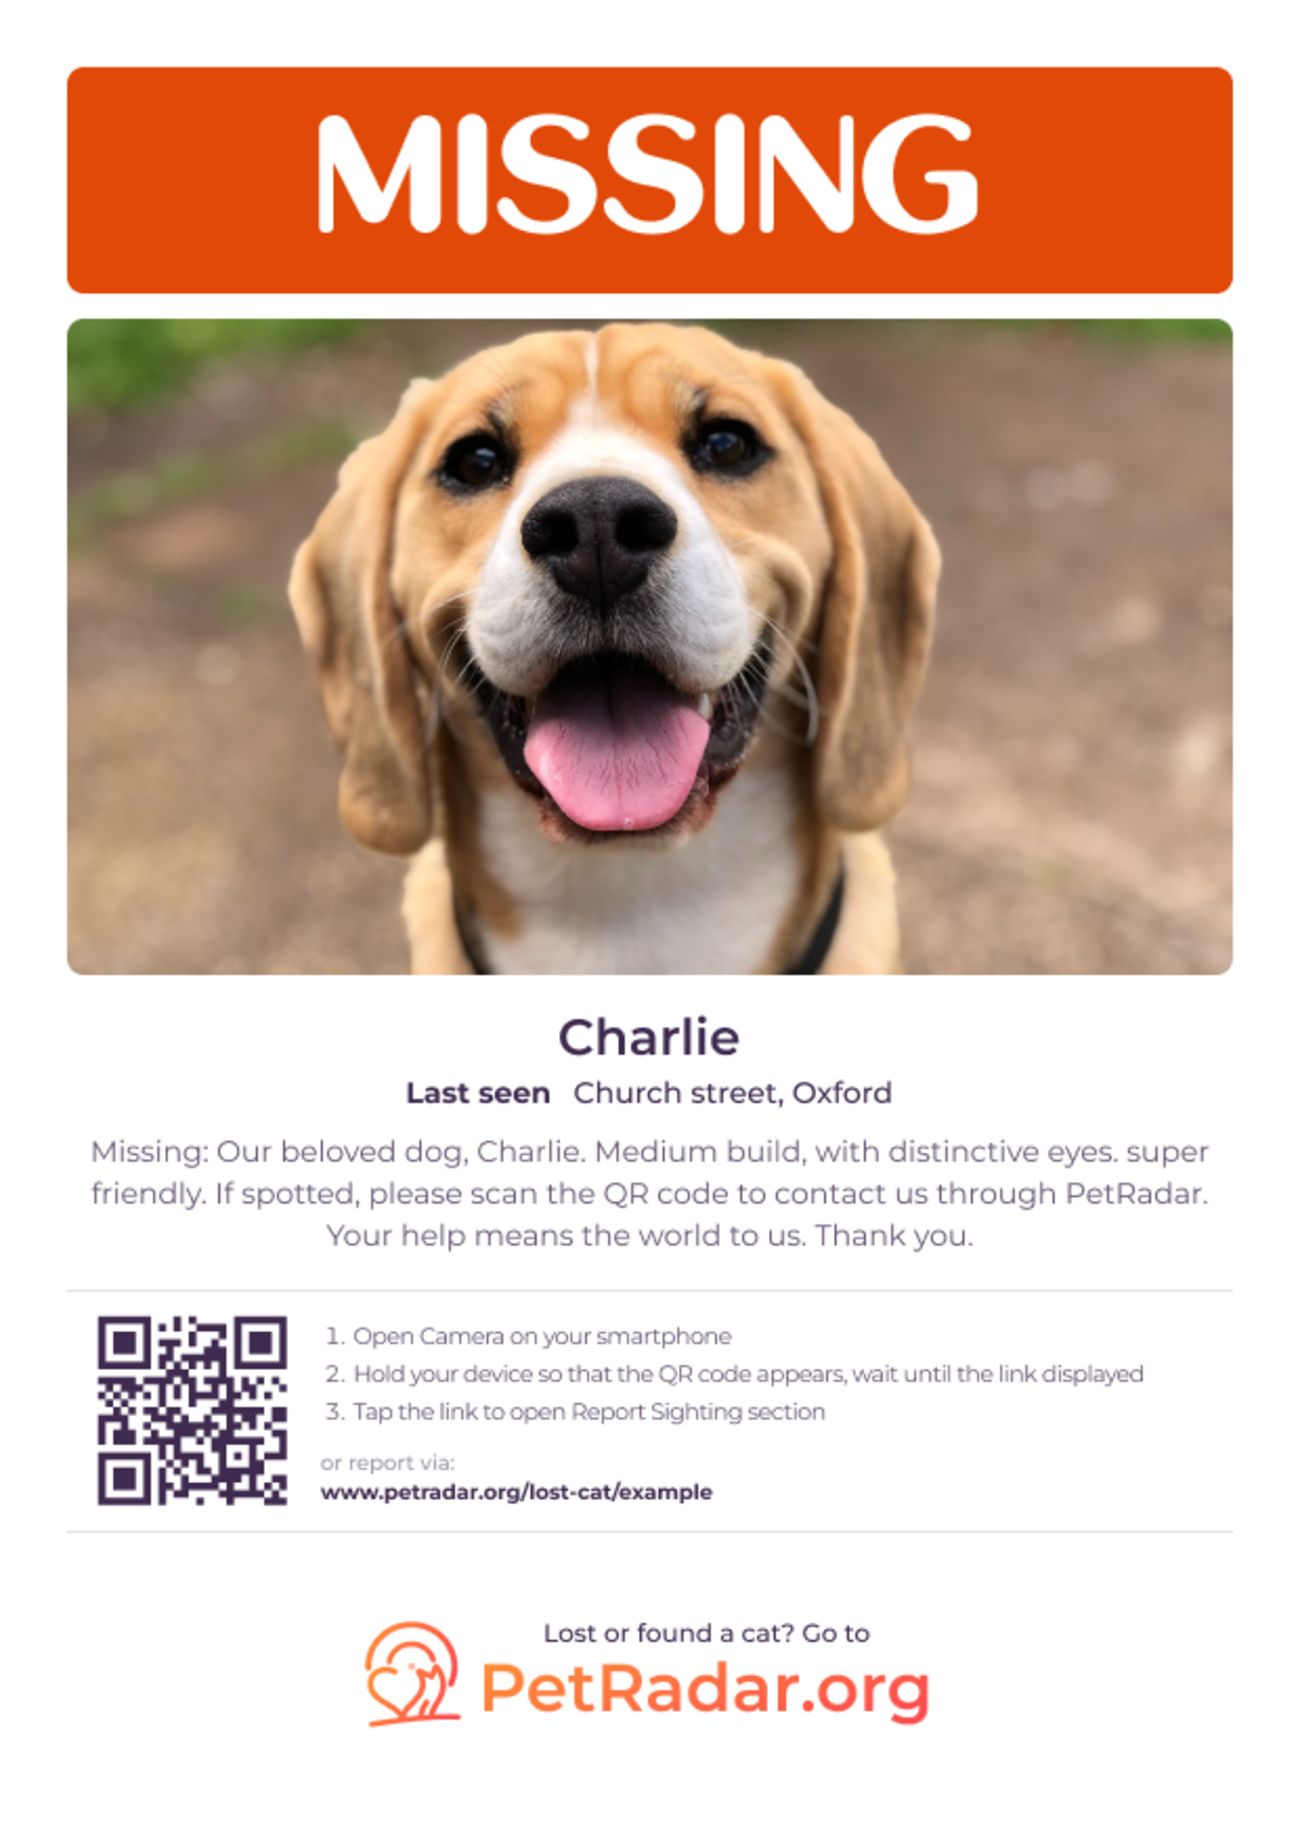 MISSING
Charlie
Last seen Church street, Oxford
Missing: Our beloved dog, Charlie. Medium build, with distinctive eyes. super
friendly. If spotted, please scan the QR code to contact us through PetRadar.
Your help means the world to us. Thank you.
1. Open Camera on your smartphone
2. Hold your device so that the QR code appears, wait until the link displayed
3. Tap the link to open Report Sighting section
or report via:
www.petradar.org/lost-cat/example
Lost or found a cat? Go to
PetRadar.org